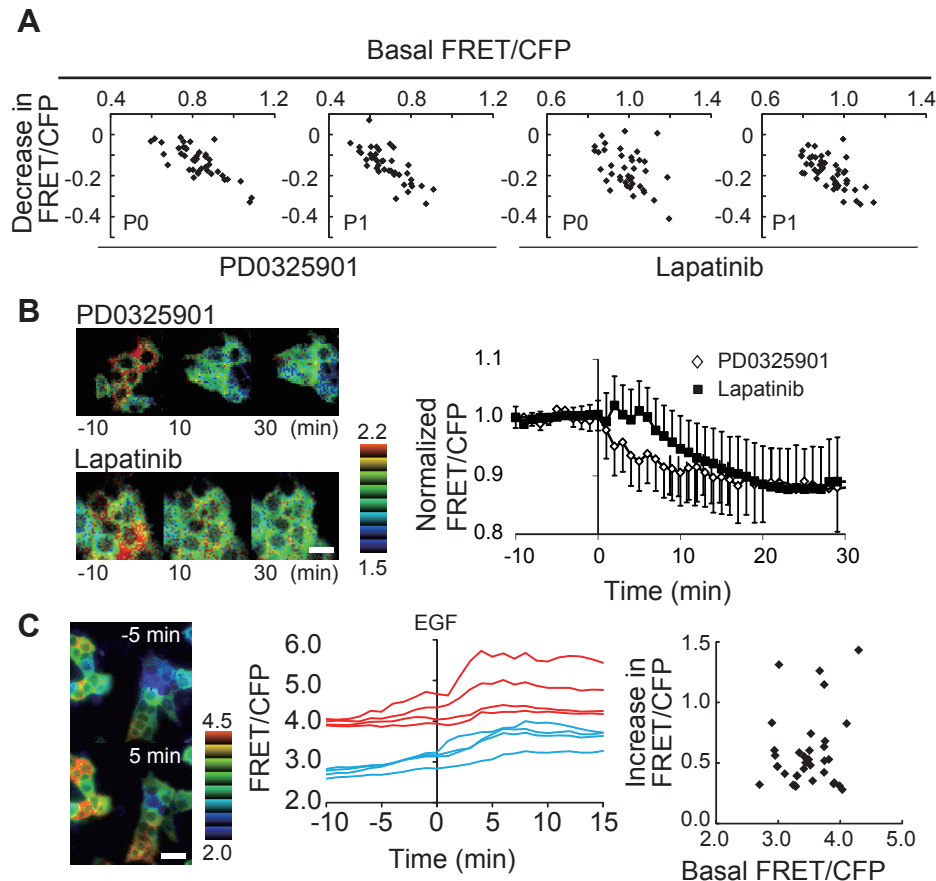 A
Basal FRET/CFP
Decrease in
FRET/CFP
0.4 0.8 1.2 0.4 0.8 1.2 0.6 1.0 1.4 0.6 1.0 1.4
0 0 0 0
-0.2 -0.2 -0.2 -0.2
-0.4 -0.4 -0.4 -0.4
P0 P1 P0 P1
PD0325901 Lapatinib
B
PD0325901
-10 10 30 (min)
Lapatinib
-10 10 30 (min)
2.2
1.5
Normalized
FRET/CFP
1.1
1.0
0.9
0.8
PD0325901
Lapatinib
-10 0 10 20 30
Time (min)
C
-5 min
5 min
4.5
2.0
FRET/CFP
EGF
6.0
5.0
4.0
3.0
2.0
-10 -5 0 5 10 15
Time (min)
Increase in
FRET/CFP
1.5
1.0
0.5
0
2.0 3.0 4.0 5.0
Basal FRET/CFP